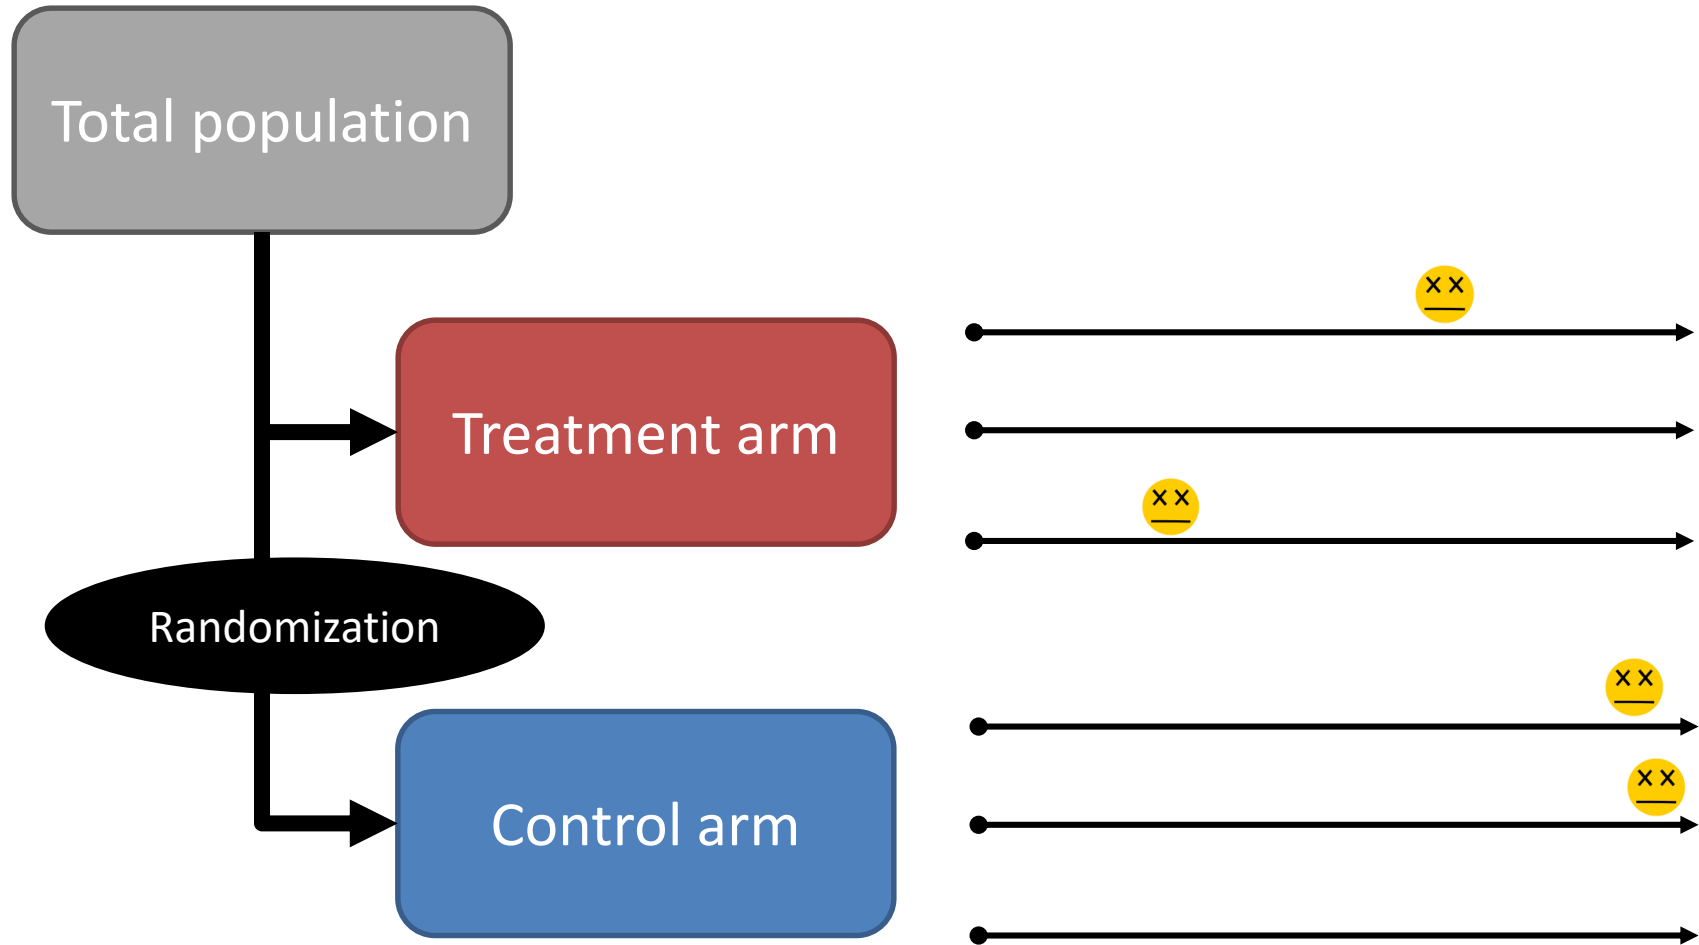 Total population
Treatment arm
Randomization
Control arm